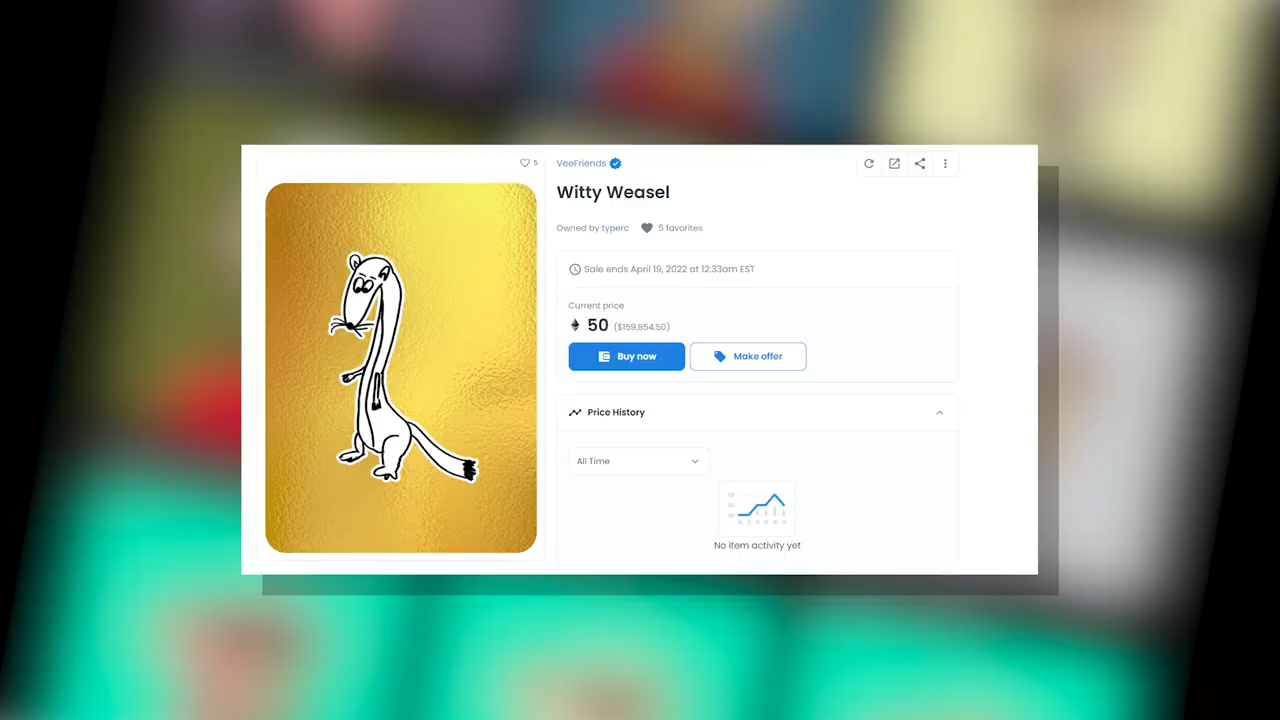 5
VeeFriends
Witty Weasel
Owned by typerc 5 favorites
Sale ends April 19, 2022 at 12:33am EST
Current price
50 ($159,854.50)
Buy now Make offer
Price History
All Time
No item activity yet